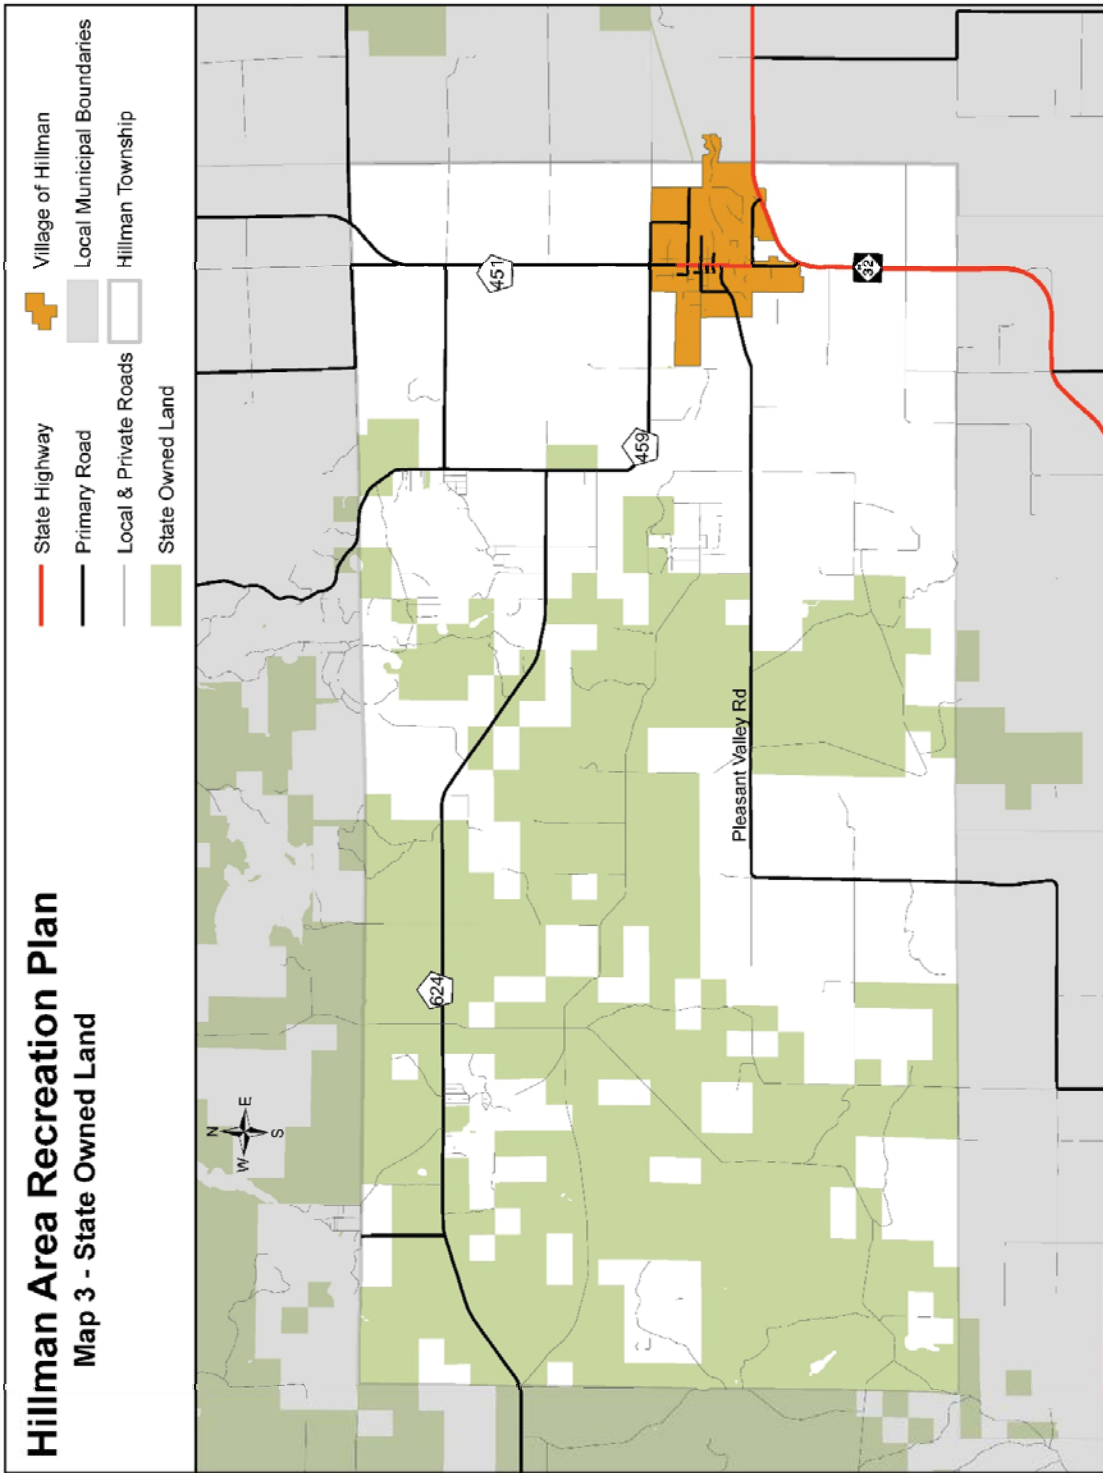 Hillman Area Recreation Plan
Map 3 - State Owned Land
State Highway
Primary Road
Local & Private Roads
State Owned Land
Village of Hillman
Local Municipal Boundaries
Hillman Township
N
W
E
S
624
459
451
32
Pleasant Valley Rd